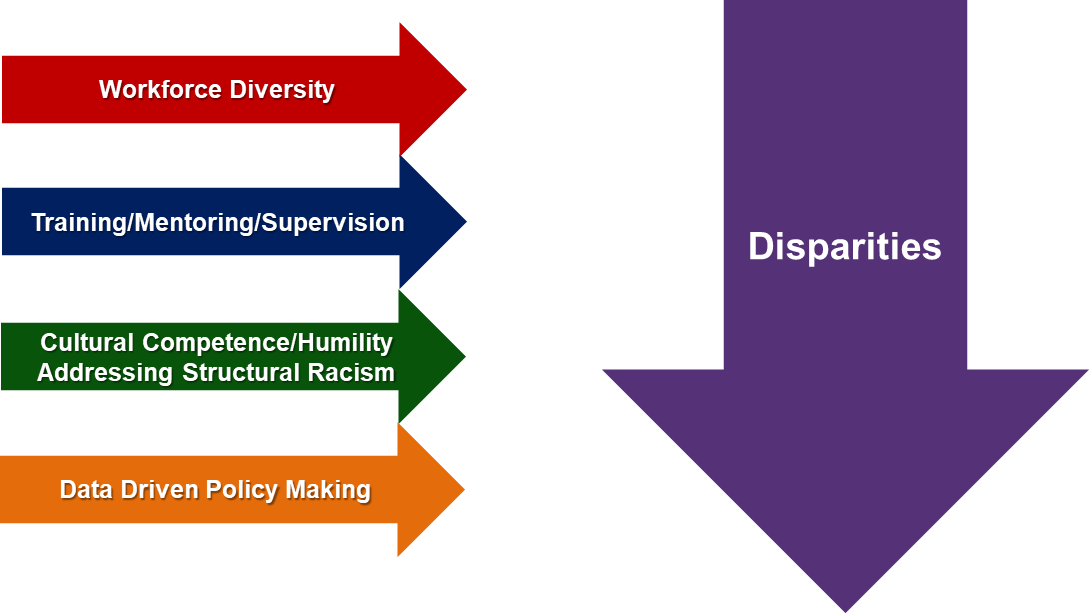 Workforce Diversity
Training/Mentoring/Supervision
Cultural Competence/Humility
Addressing Structural Racism
Data Driven Policy Making
Disparities